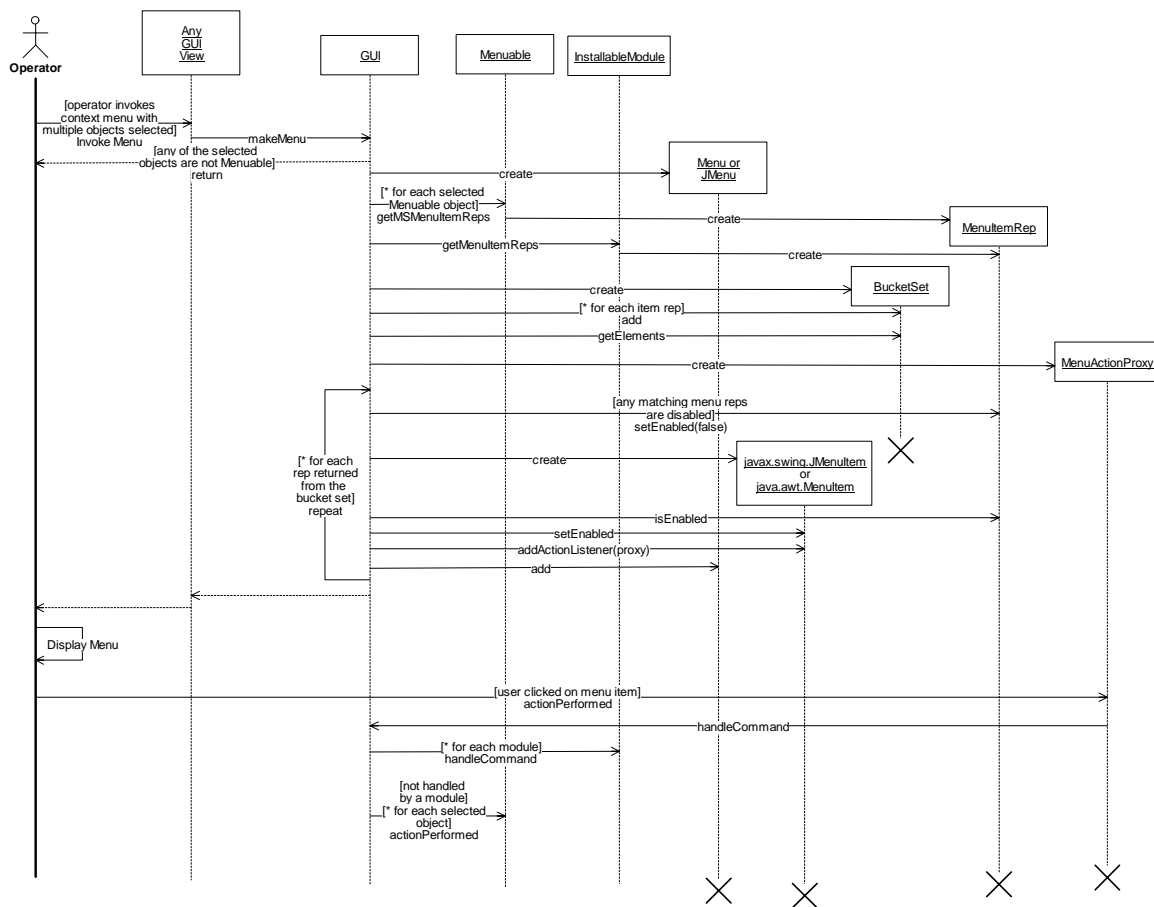 Operator
Any
GUI
View
GUI
Menuable
InstallableModule
[operator invokes
context menu with
multiple objects selected]
Invoke Menu
makeMenu
[any of the selected
objects are not Menuable]
return
create
Menu or
JMenu
[* for each selected
Menuable object]
getMSMenuItemReps
create
MenuItemRep
getMenuItemReps
create
create
BucketSet
[* for each item rep]
add
getElements
create
MenuActionProxy
[any matching menu reps
are disabled]
setEnabled(false)
[* for each
rep returned
from the
bucket set]
repeat
create
javax.swing.JMenuItem
or
java.awt.MenuItem
isEnabled
setEnabled
addActionListener(proxy)
add
Display Menu
[user clicked on menu item]
actionPerformed
handleCommand
[* for each module]
handleCommand
[not handled
by a module]
[* for each selected
object]
actionPerformed